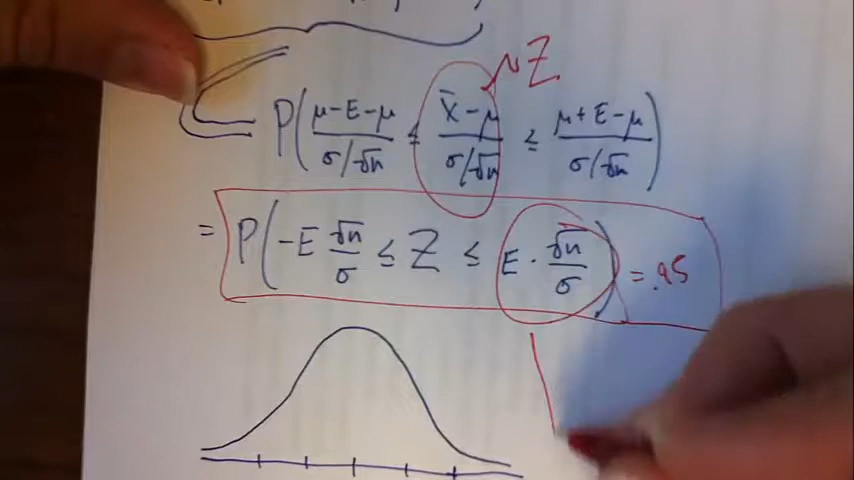 ~Z
P( (μ-E-μ)/(σ/√n) ≤ (X̄-μ)/(σ/√n) ≤ (μ+E-μ)/(σ/√n) )
= P( -E √n/σ ≤ Z ≤ E · √n/σ ) = .95